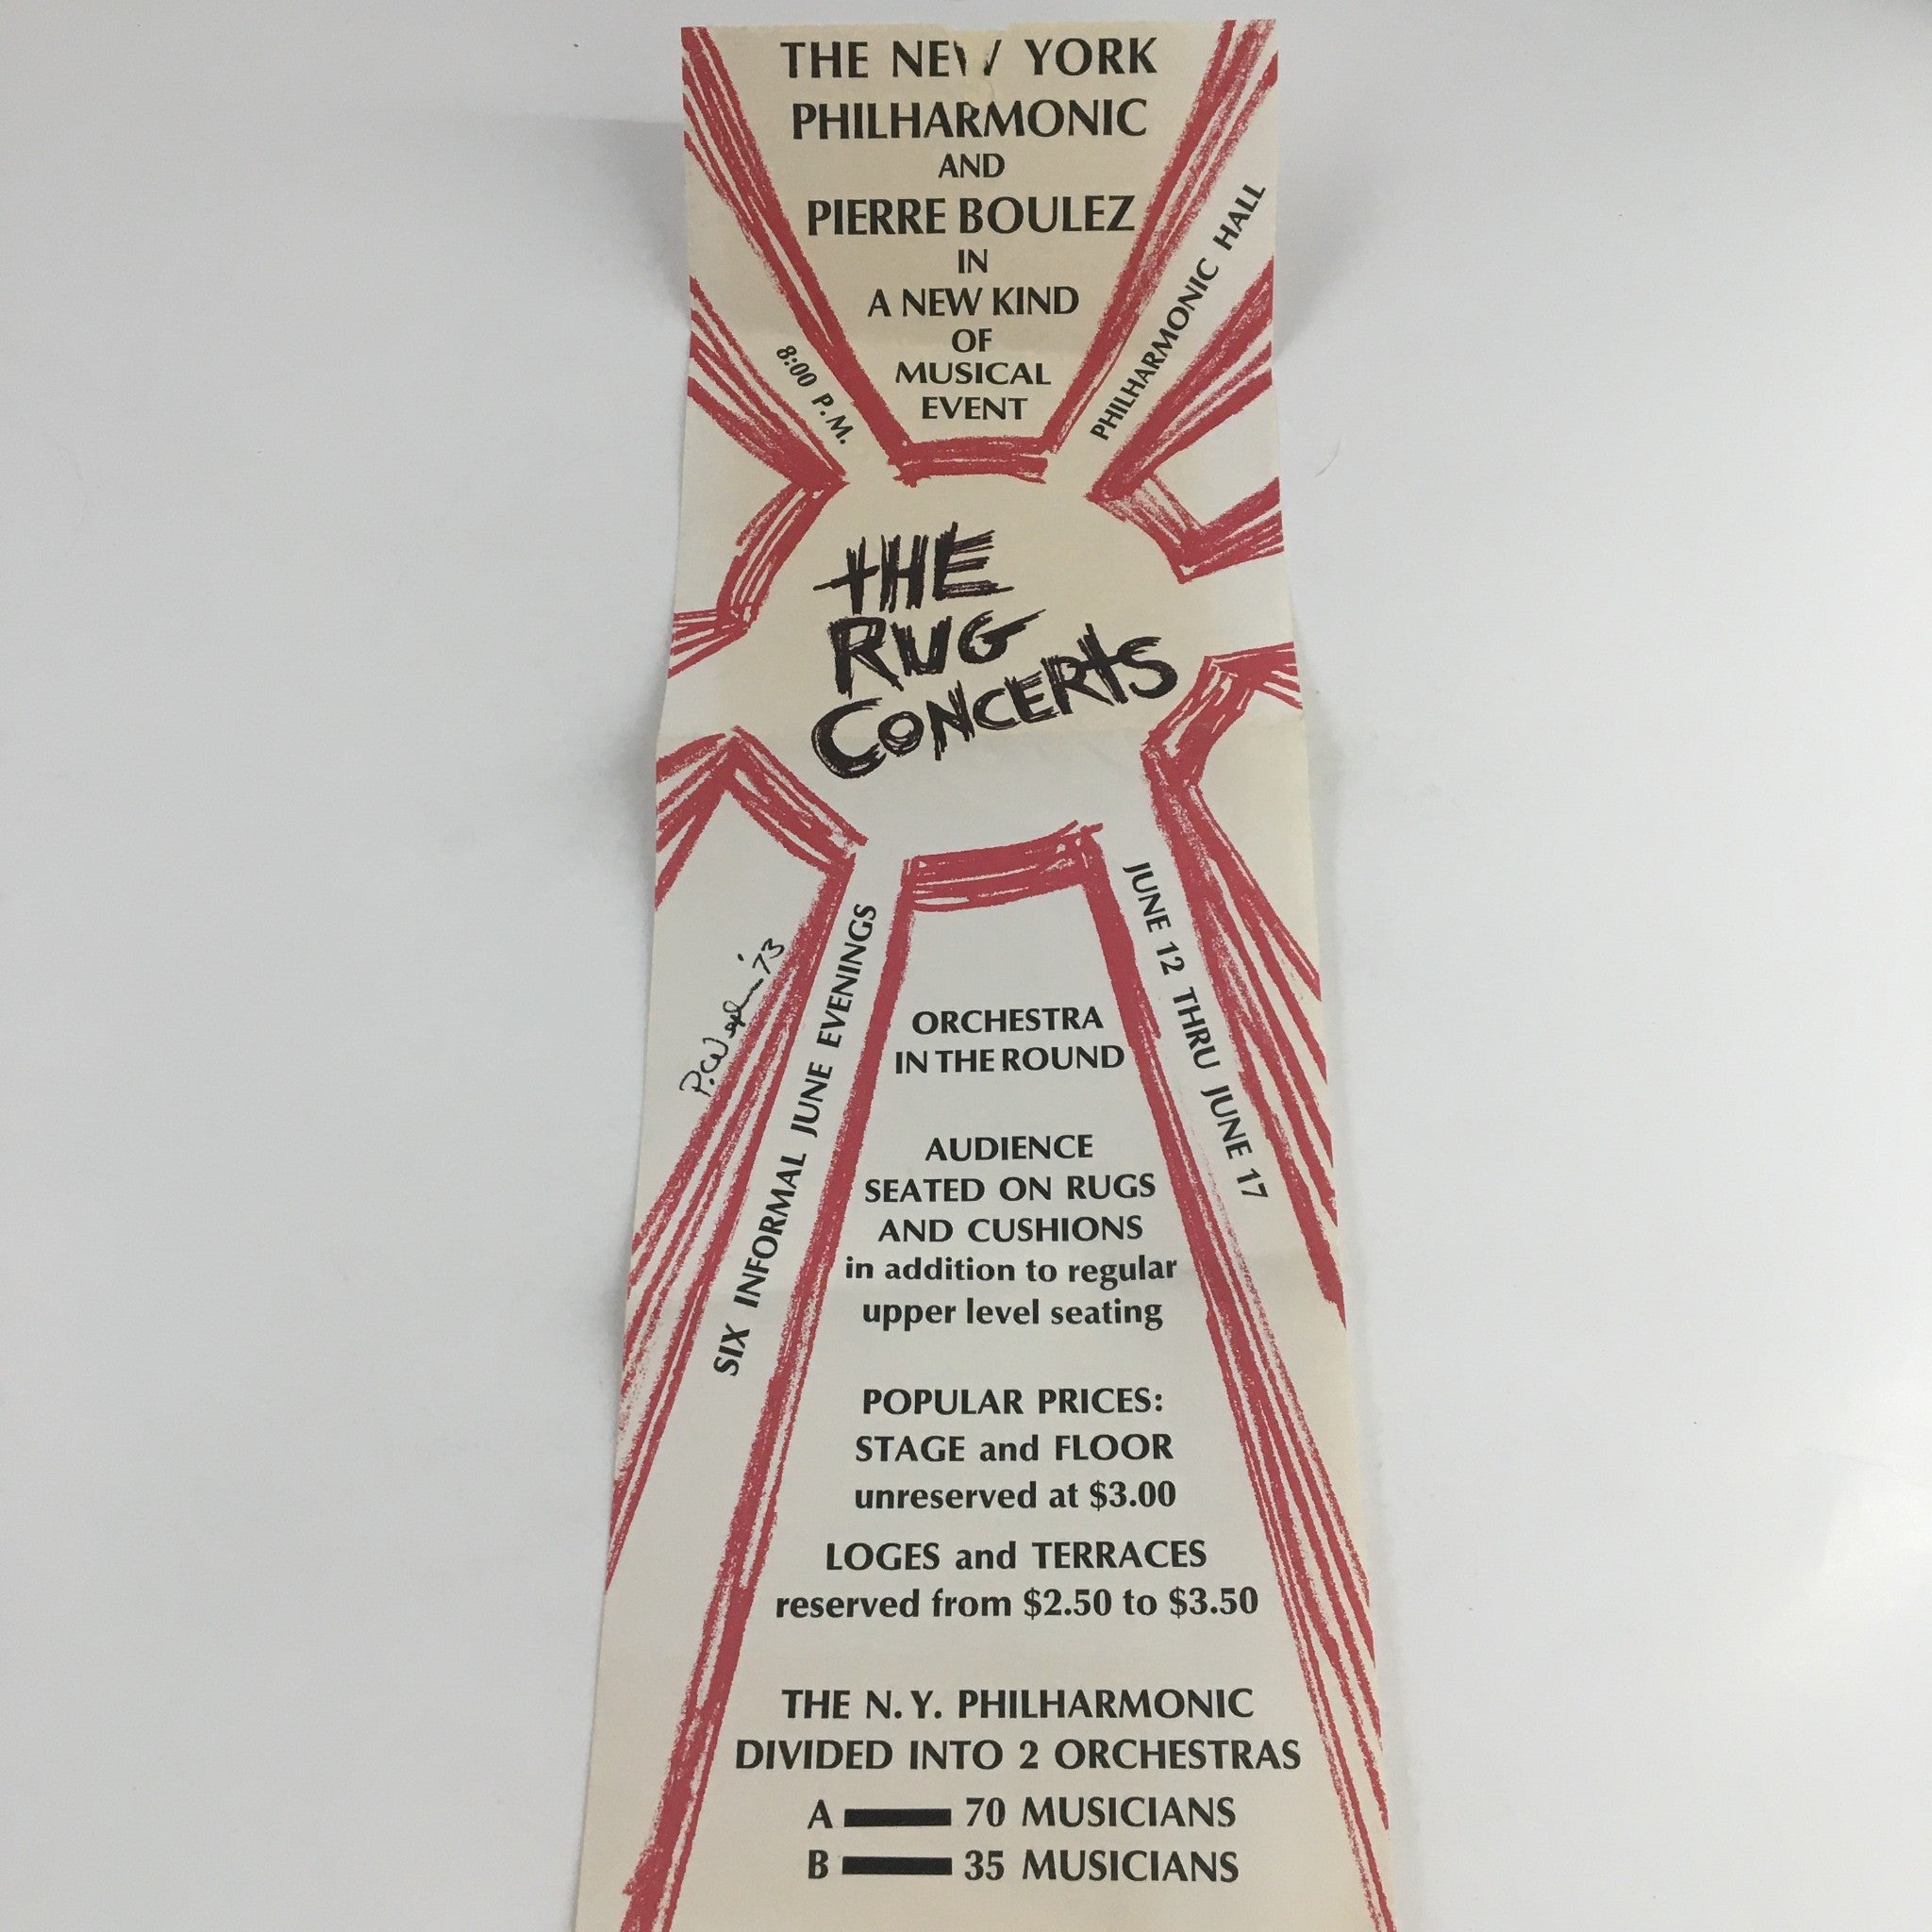 THE NEW YORK
PHILHARMONIC
AND
PIERRE BOULEZ
IN
A NEW KIND
OF
MUSICAL
EVENT
8:00 P.M.
PHILHARMONIC HALL
THE
RUG
CONCERTS
SIX INFORMAL JUNE EVENINGS
JUNE 12 THRU JUNE 17
'73
ORCHESTRA
IN THE ROUND
AUDIENCE
SEATED ON RUGS
AND CUSHIONS
in addition to regular
upper level seating
POPULAR PRICES:
STAGE and FLOOR
unreserved at $3.00
LOGES and TERRACES
reserved from $2.50 to $3.50
THE N.Y. PHILHARMONIC
DIVIDED INTO 2 ORCHESTRAS
A — 70 MUSICIANS
B — 35 MUSICIANS